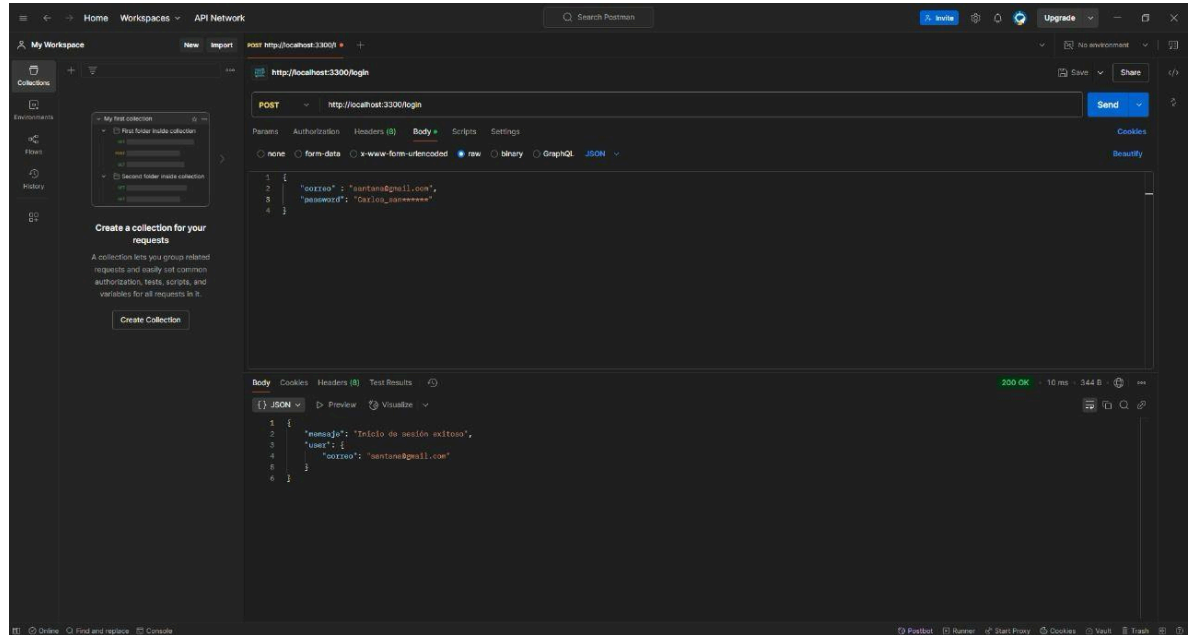 Home Workspaces API Network
Search Postman
Invite
Upgrade
My Workspace
New Import
POST http://localhost:3300/l
No environment
Collections
Environments
Flows
History
http://localhost:3300/login
Save
Share
POST
http://localhost:3300/login
Send
Params Authorization Headers (8) Body Scripts Settings
Cookies
none form-data x-www-form-urlencoded raw binary GraphQL JSON
Beautify
My first collection
First folder inside collection
Second folder inside collection
Create a collection for your
requests
A collection lets you group related
requests and easily set common
authorization, tests, scripts, and
variables for all requests in it.
Create Collection
1 {
2 "correo" : "santana@gmail.com",
3 "password": "Carlos_san******"
4 }
Body Cookies Headers (8) Test Results
200 OK 10 ms 344 B
{} JSON Preview Visualize
1 {
2 "mensaje": "Inicio de sesión exitoso",
3 "user": {
4 "correo": "santana@gmail.com"
5 }
6 }
Online Find and replace Console
Postbot Runner Start Proxy Cookies Vault Trash